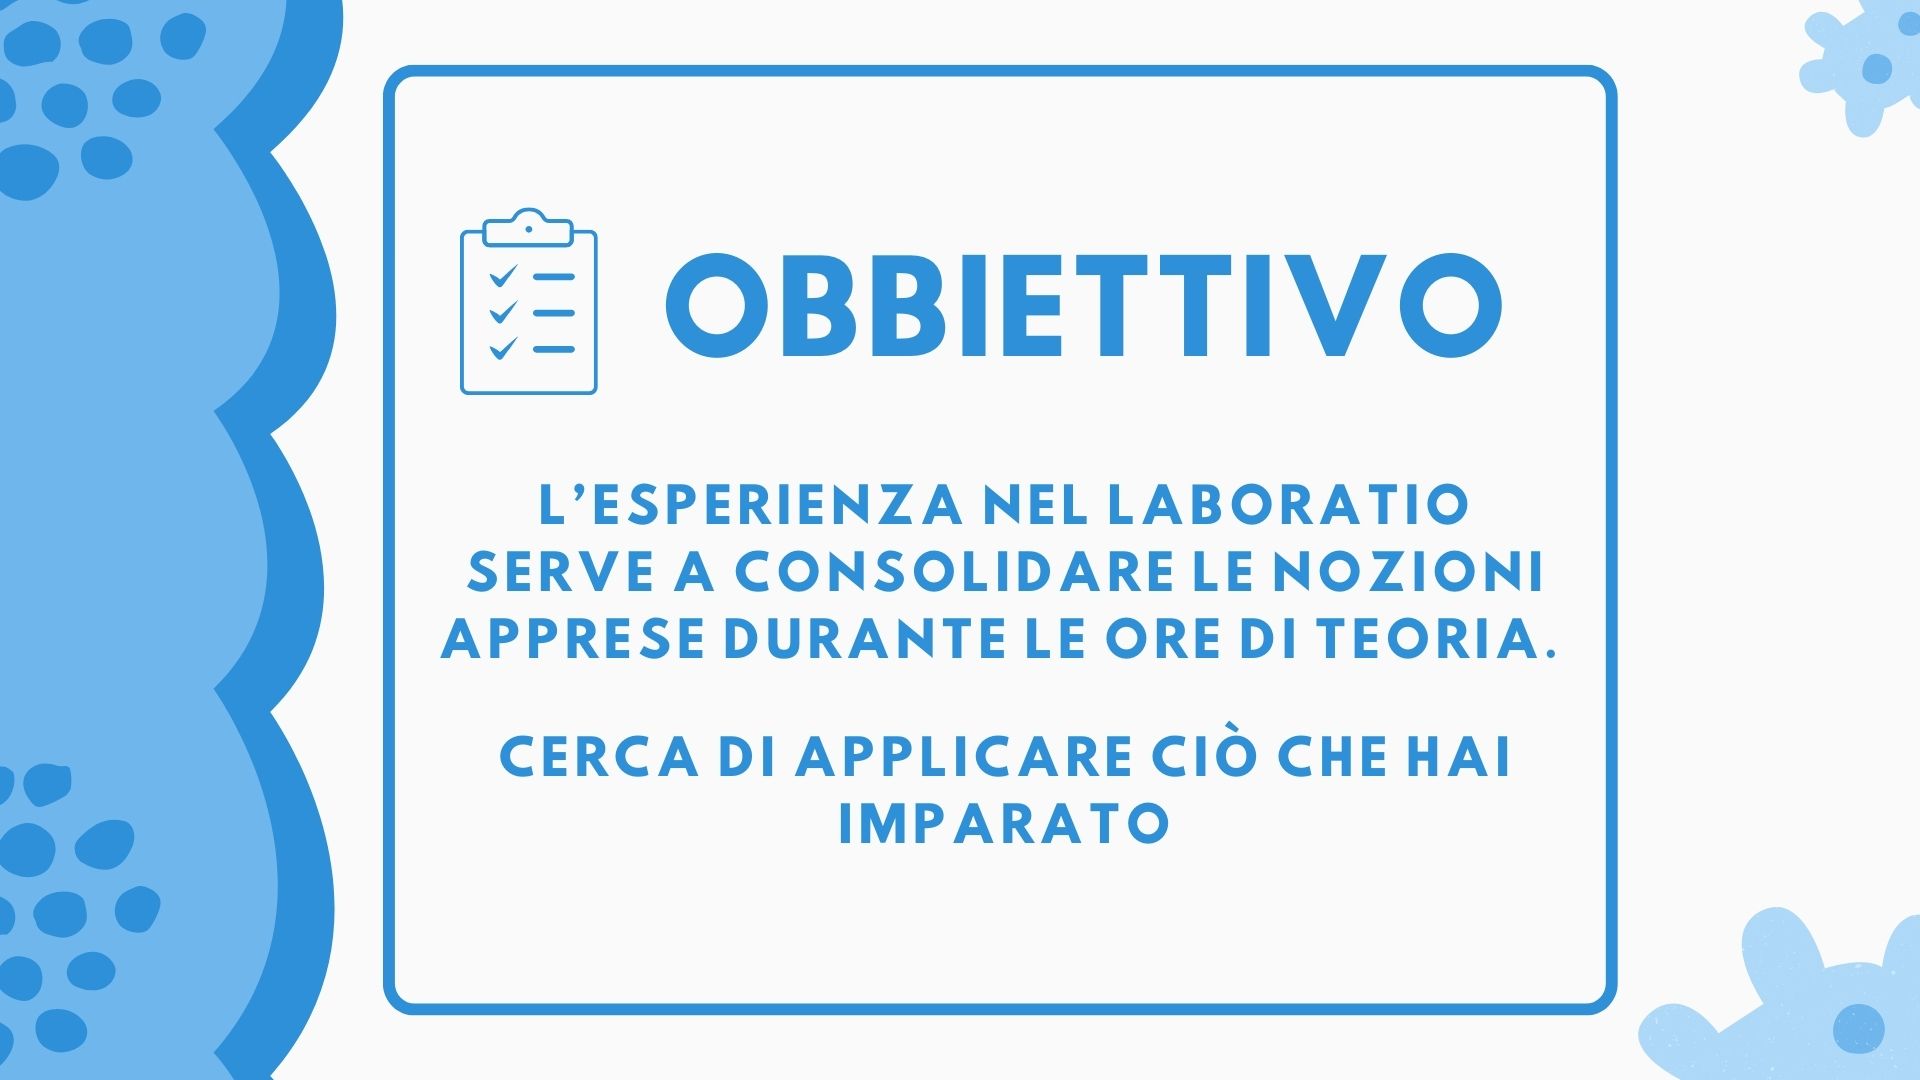 OBBIETTIVO
L’ESPERIENZA NEL LABORATIO
SERVE A CONSOLIDARE LE NOZIONI
APPRESE DURANTE LE ORE DI TEORIA.
CERCA DI APPLICARE CIÒ CHE HAI
IMPARATO